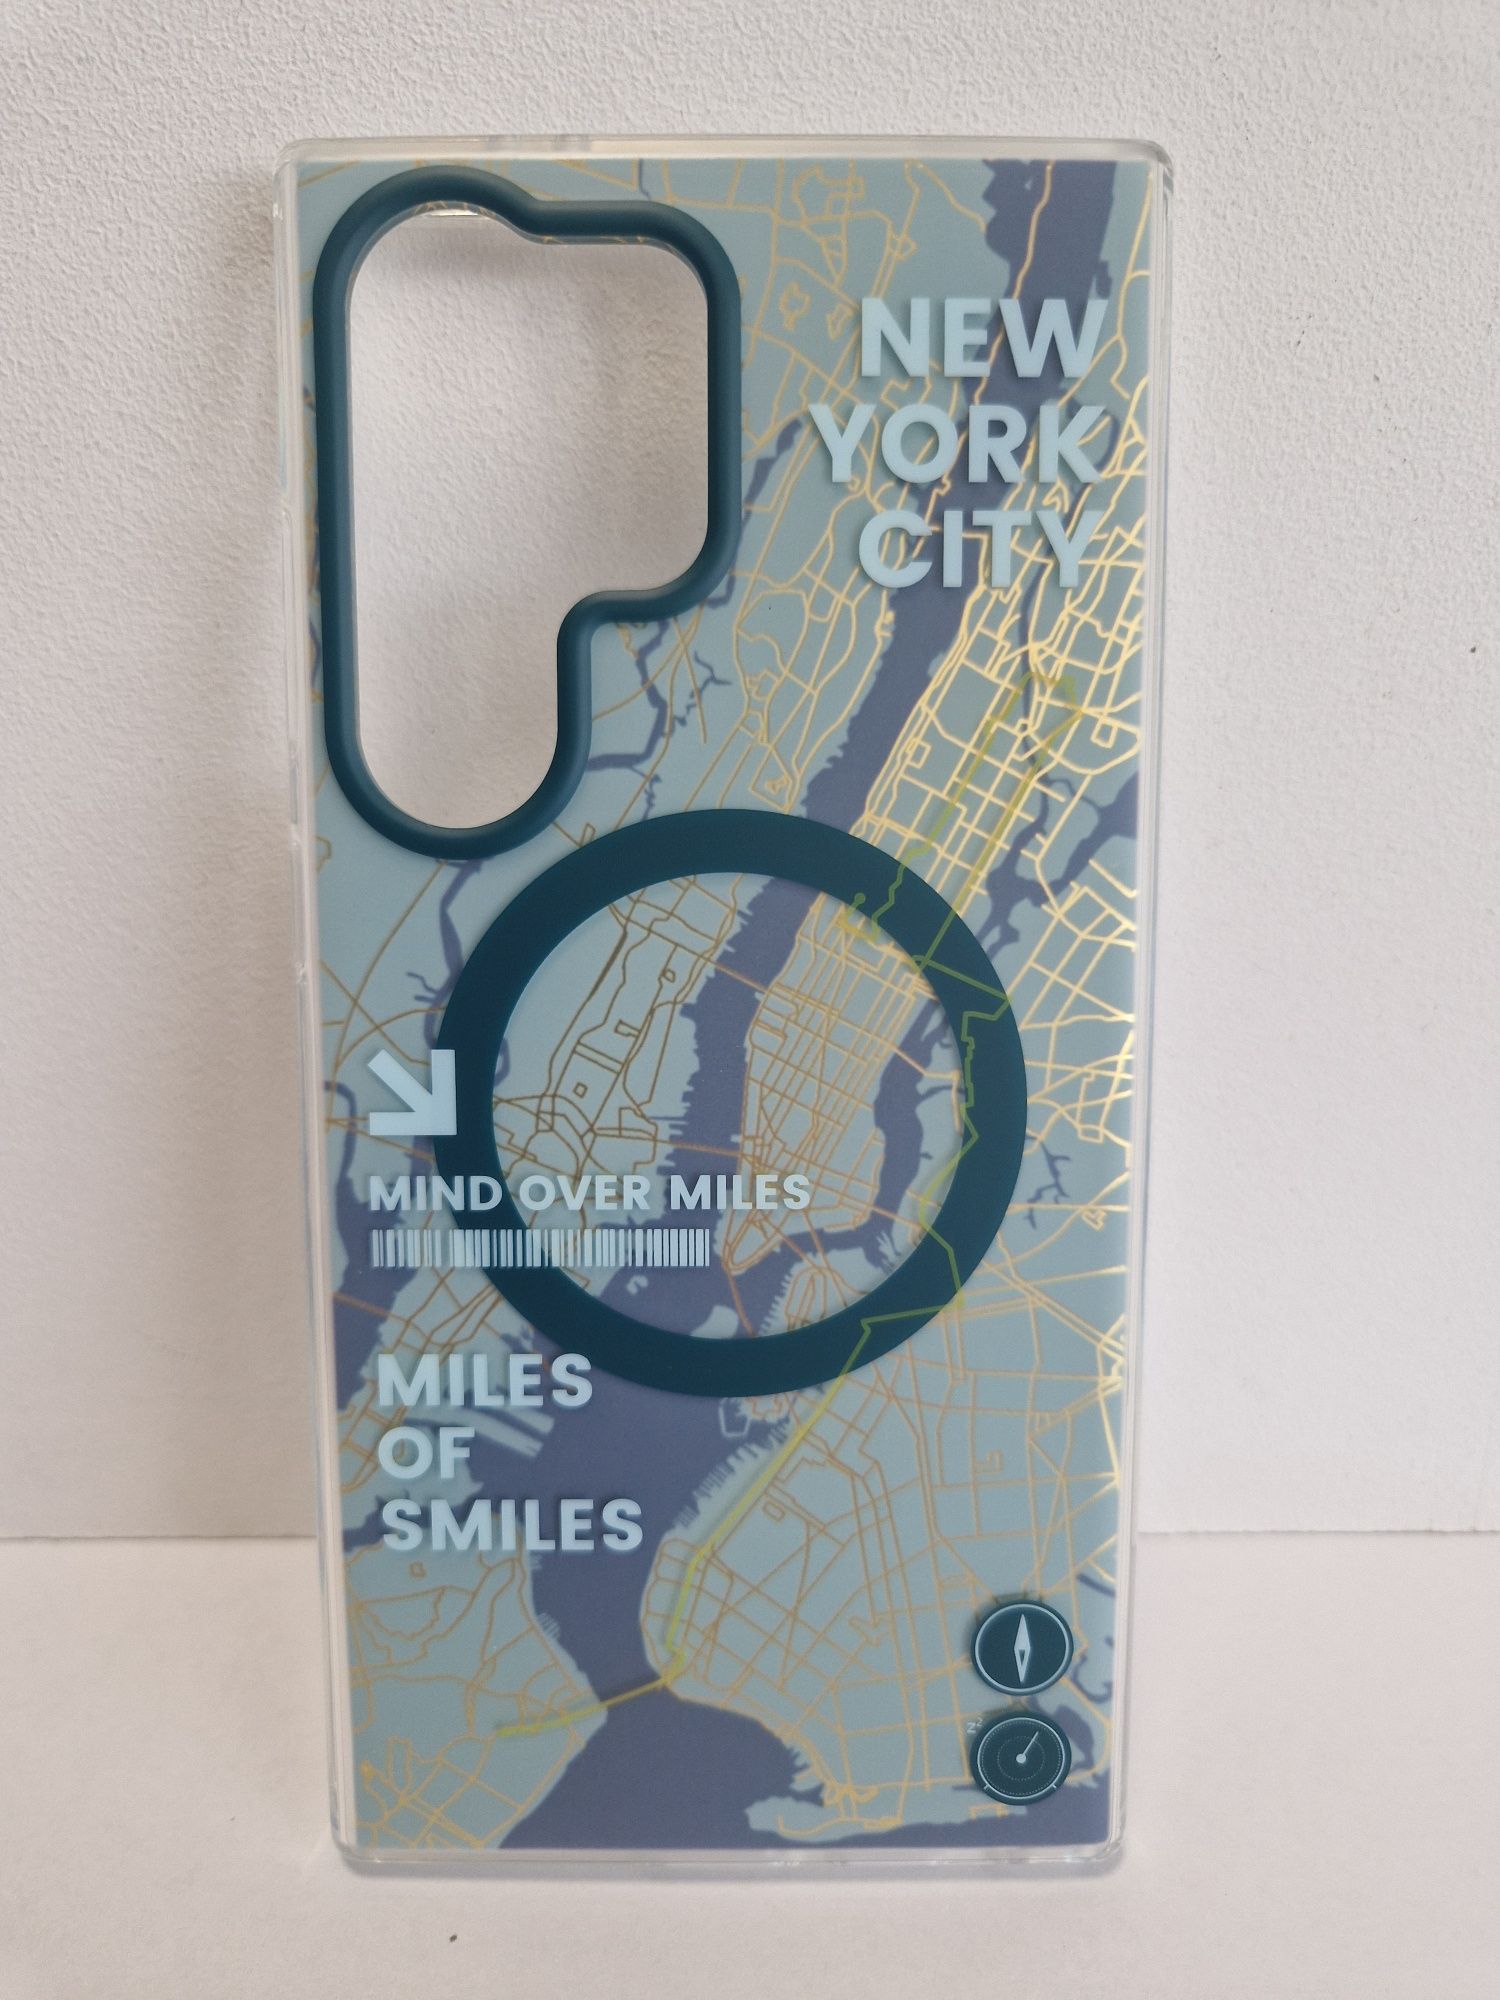 NEW
YORK
CITY
MIND OVER MILES
MILES
OF
SMILES